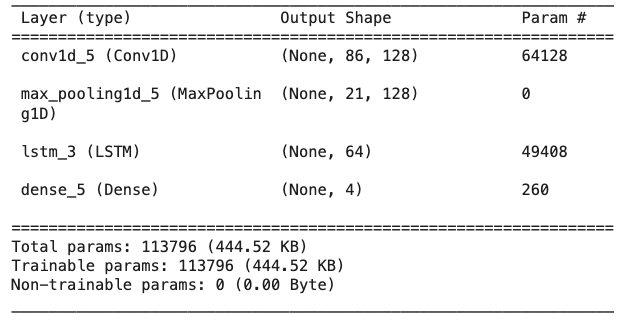 Layer (type) Output Shape Param #
=================================================================
conv1d_5 (Conv1D) (None, 86, 128) 64128
max_pooling1d_5 (MaxPoolin (None, 21, 128) 0
g1D)
lstm_3 (LSTM) (None, 64) 49408
dense_5 (Dense) (None, 4) 260
=================================================================
Total params: 113796 (444.52 KB)
Trainable params: 113796 (444.52 KB)
Non-trainable params: 0 (0.00 Byte)